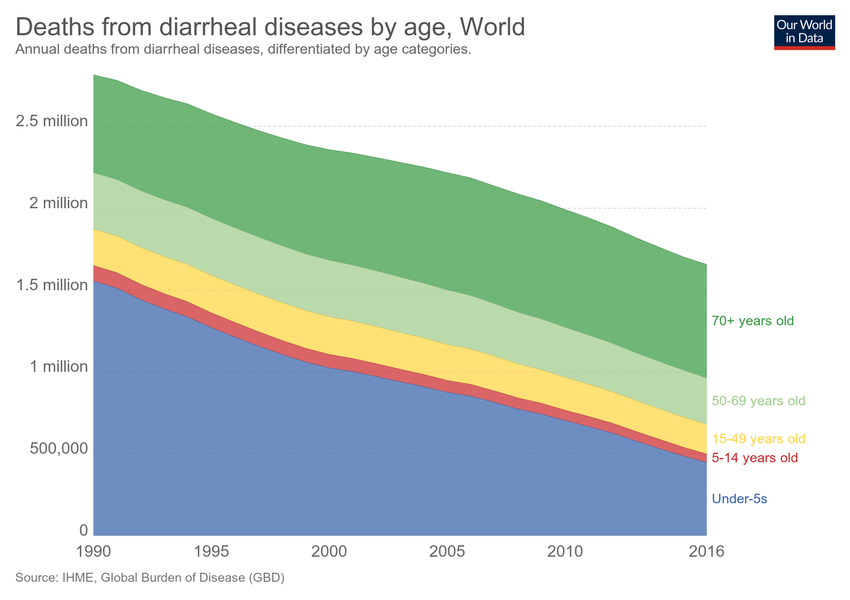 Deaths from diarrheal diseases by age, World
Annual deaths from diarrheal diseases, differentiated by age categories.
Our World
in Data
2.5 million
2 million
1.5 million
1 million
500,000
0
70+ years old
50-69 years old
15-49 years old
5-14 years old
Under-5s
1990
1995
2000
2005
2010
2016
Source: IHME, Global Burden of Disease (GBD)